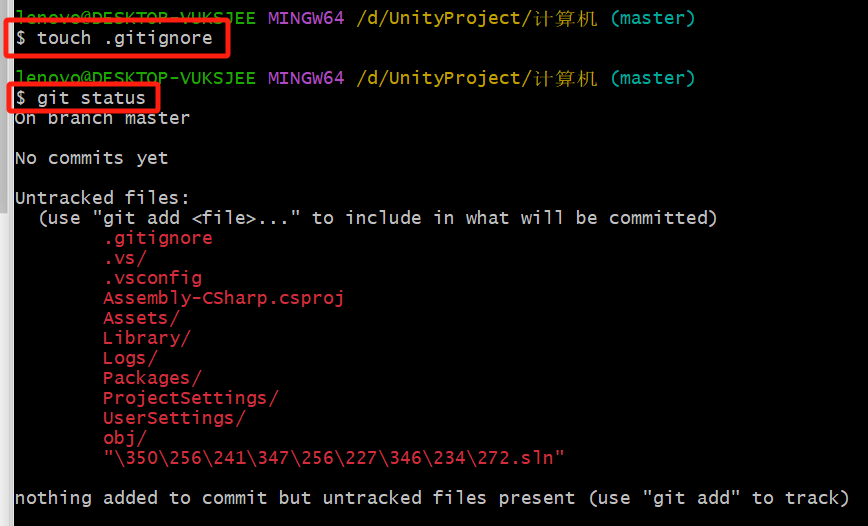 lenovo@DESKTOP-VUKSJEE MINGW64 /d/UnityProject/计算机 (master)
$ touch .gitignore
lenovo@DESKTOP-VUKSJEE MINGW64 /d/UnityProject/计算机 (master)
$ git status
On branch master
No commits yet
Untracked files:
(use "git add <file>..." to include in what will be committed)
.gitignore
.vs/
.vsconfig
Assembly-CSharp.csproj
Assets/
Library/
Logs/
Packages/
ProjectSettings/
UserSettings/
obj/
"\350\256\241\347\256\227\346\234\272.sln"
nothing added to commit but untracked files present (use "git add" to track)